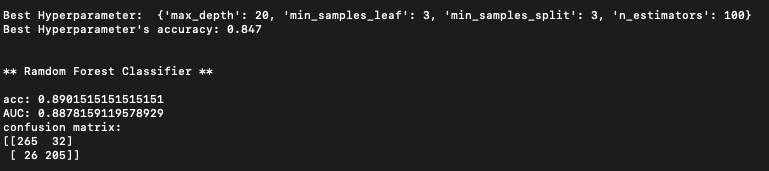 Best Hyperparameter:  {'max_depth': 20, 'min_samples_leaf': 3, 'min_samples_split': 3, 'n_estimators': 100}
Best Hyperparameter's accuracy: 0.847
** Ramdom Forest Classifier **
acc: 0.8901515151515151
AUC: 0.8878159119578929
confusion matrix:
[[265  32]
 [ 26 205]]